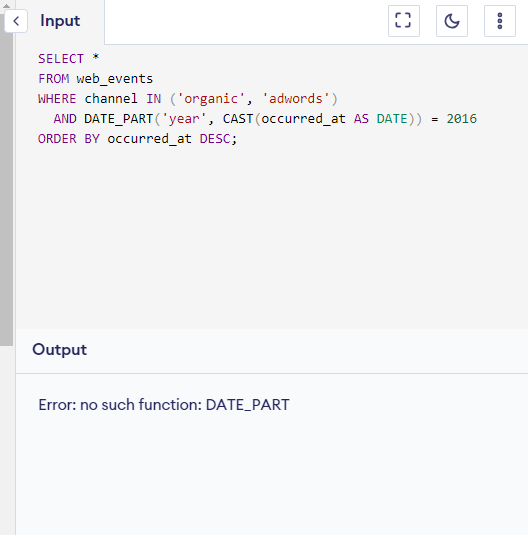 Input
SELECT *
FROM web_events
WHERE channel IN ('organic', 'adwords')
AND DATE_PART('year', CAST(occurred_at AS DATE)) = 2016
ORDER BY occurred_at DESC;
Output
Error: no such function: DATE_PART